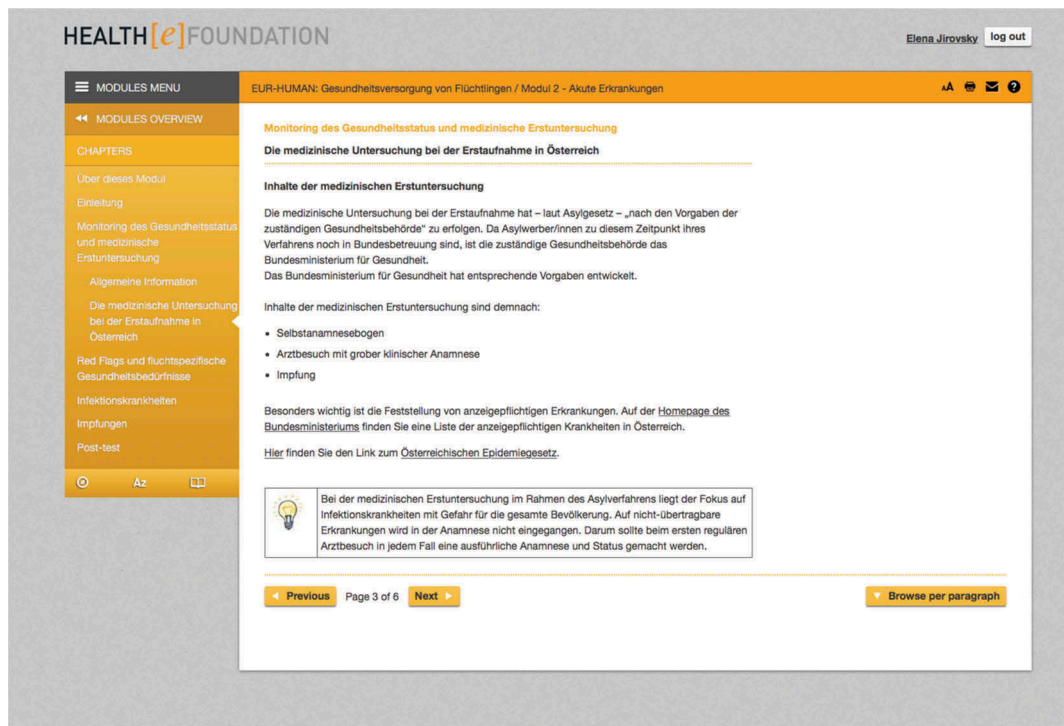 HEALTH[e]FOUNDATION
Elena Jirovsky log out
MODULES MENU
EUR-HUMAN: Gesundheitsversorgung von Flüchtlingen / Modul 2 - Akute Erkrankungen
AA ?
MODULES OVERVIEW
CHAPTERS
Über dieses Modul
Einleitung
Monitoring des Gesundheitsstatus
und medizinische
Erstuntersuchung
Allgemeine Information
Die medizinische Untersuchung
bei der Erstaufnahme in
Österreich
Red Flags und fluchtspezifische
Gesundheitsbedürfnisse
Infektionskrankheiten
Impfungen
Post-test
Az
Monitoring des Gesundheitsstatus und medizinische Erstuntersuchung
Die medizinische Untersuchung bei der Erstaufnahme in Österreich
Inhalte der medizinischen Erstuntersuchung
Die medizinische Untersuchung bei der Erstaufnahme hat – laut Asylgesetz – „nach den Vorgaben der
zuständigen Gesundheitsbehörde" zu erfolgen. Da Asylwerber/innen zu diesem Zeitpunkt ihres
Verfahrens noch in Bundesbetreuung sind, ist die zuständige Gesundheitsbehörde das
Bundesministerium für Gesundheit.
Das Bundesministerium für Gesundheit hat entsprechende Vorgaben entwickelt.
Inhalte der medizinischen Erstuntersuchung sind demnach:
• Selbstanamnesebogen
• Arztbesuch mit grober klinischer Anamnese
• Impfung
Besonders wichtig ist die Feststellung von anzeigepflichtigen Erkrankungen. Auf der Homepage des
Bundesministeriums finden Sie eine Liste der anzeigepflichtigen Krankheiten in Österreich.
Hier finden Sie den Link zum Österreichischen Epidemiegesetz.
Bei der medizinischen Erstuntersuchung im Rahmen des Asylverfahrens liegt der Fokus auf
Infektionskrankheiten mit Gefahr für die gesamte Bevölkerung. Auf nicht-übertragbare
Erkrankungen wird in der Anamnese nicht eingegangen. Darum sollte beim ersten regulären
Arztbesuch in jedem Fall eine ausführliche Anamnese und Status gemacht werden.
Previous Page 3 of 6 Next Browse per paragraph